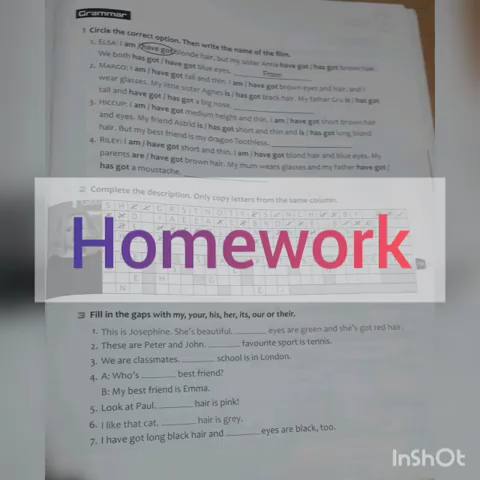 Grammar
1 Circle the correct option. Then write the name of the film.
1. ELSA: I am / have got blonde hair, but my sister Anna have got / has got brown hair.
We both has got / have got blue eyes. Frozen
2. MARGO: I am / have got tall and thin. I am / have got brown eyes and hair, and I
wear glasses. My little sister Agnes is / has got black hair. My father Gru is / has got
tall and have got / has got a big nose.
3. HICCUP: I am / have got medium height and thin. I am / have got short brown hair
and eyes. My friend Astrid is / has got short and thin and is / has got long blond
hair. But my best friend is my dragon Toothless.
4. RILEY: I am / have got short and thin. I am / have got blond hair and blue eyes. My
parents are / have got brown hair. My mum wears glasses and my father have got /
has got a moustache.
2 Complete the description. Only copy letters from the same column.
Homework
3 Fill in the gaps with my, your, his, her, its, our or their.
1. This is Josephine. She's beautiful. ______ eyes are green and she's got red hair.
2. These are Peter and John. ______ favourite sport is tennis.
3. We are classmates. ______ school is in London.
4. A: Who's ______ best friend?
B: My best friend is Emma.
5. Look at Paul. ______ hair is pink!
6. I like that cat. ______ hair is grey.
7. I have got long black hair and ______ eyes are black, too.
InShOt